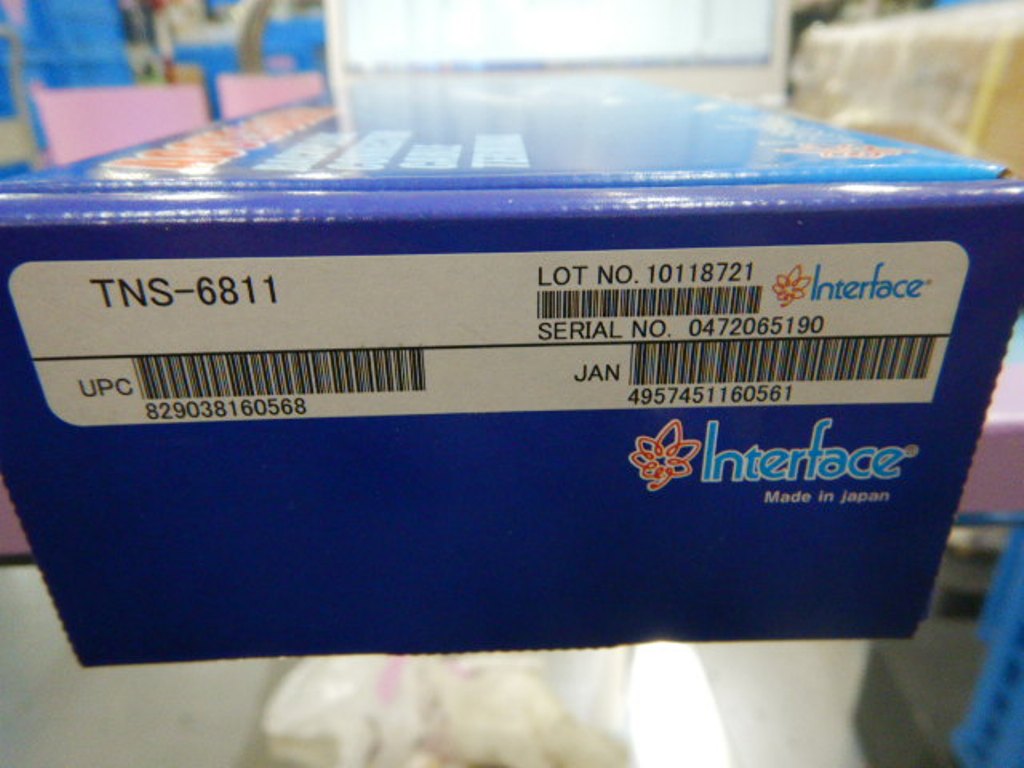 TNS-6811
LOT NO. 10118721
Interface®
SERIAL NO. 0472065190
UPC
829038160568
JAN
4957451160561
Interface®
Made in japan